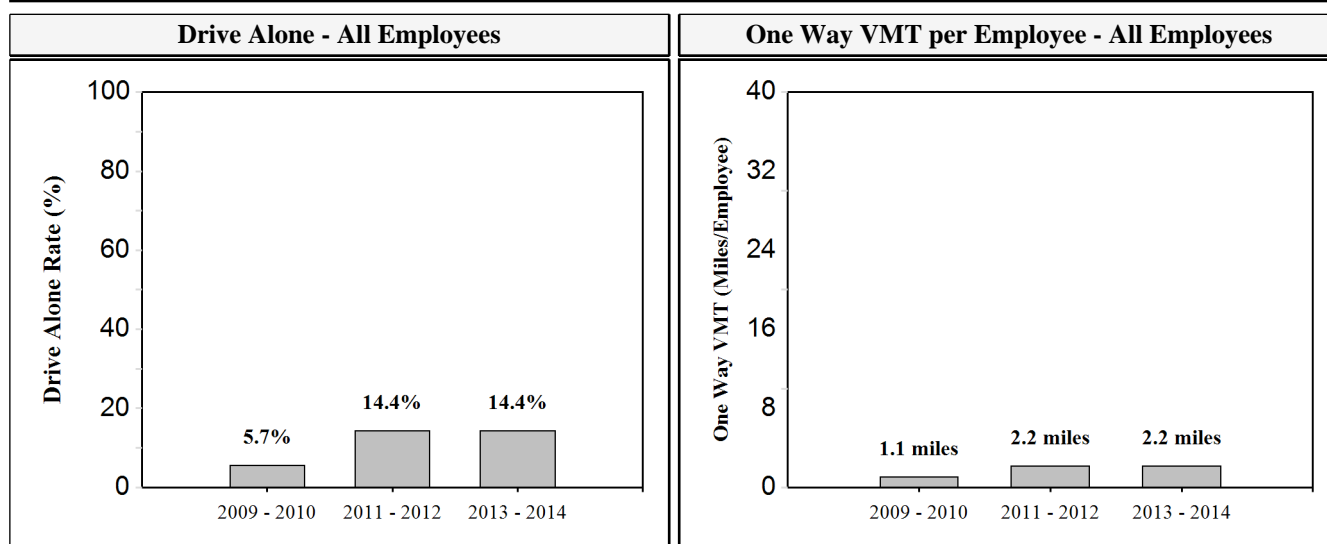 Drive Alone - All Employees
One Way VMT per Employee - All Employees
Drive Alone Rate (%)
100
80
60
40
20
0
5.7%
14.4%
14.4%
2009 - 2010
2011 - 2012
2013 - 2014
One Way VMT (Miles/Employee)
40
32
24
16
8
0
1.1 miles
2.2 miles
2.2 miles
2009 - 2010
2011 - 2012
2013 - 2014